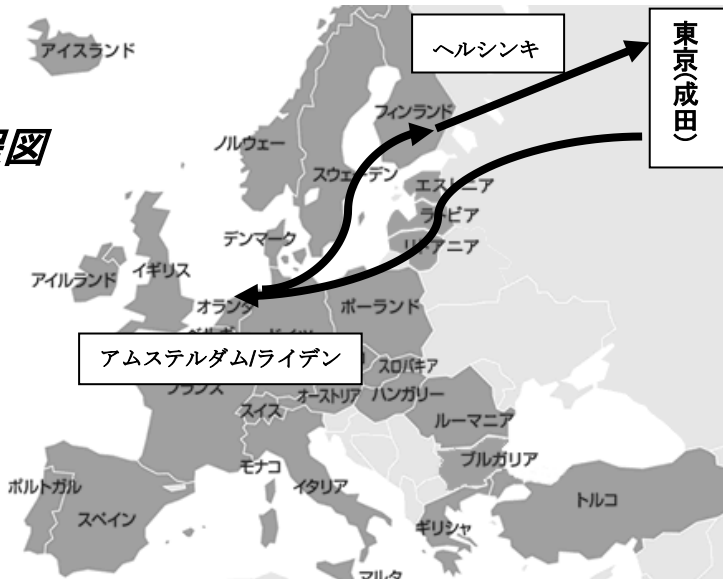 アイスランド
ヘルシンキ
東京(成田)
フィンランド
図
ノルウェー
スウェーデン
エストニア
ラトビア
リトアニア
デンマーク
アイルランド
イギリス
オランダ
ポーランド
アムステルダム/ライデン
スロバキア
フランス
オーストリア
ハンガリー
スイス
ルーマニア
モナコ
イタリア
ブルガリア
ポルトガル
スペイン
ギリシャ
トルコ
マルタ